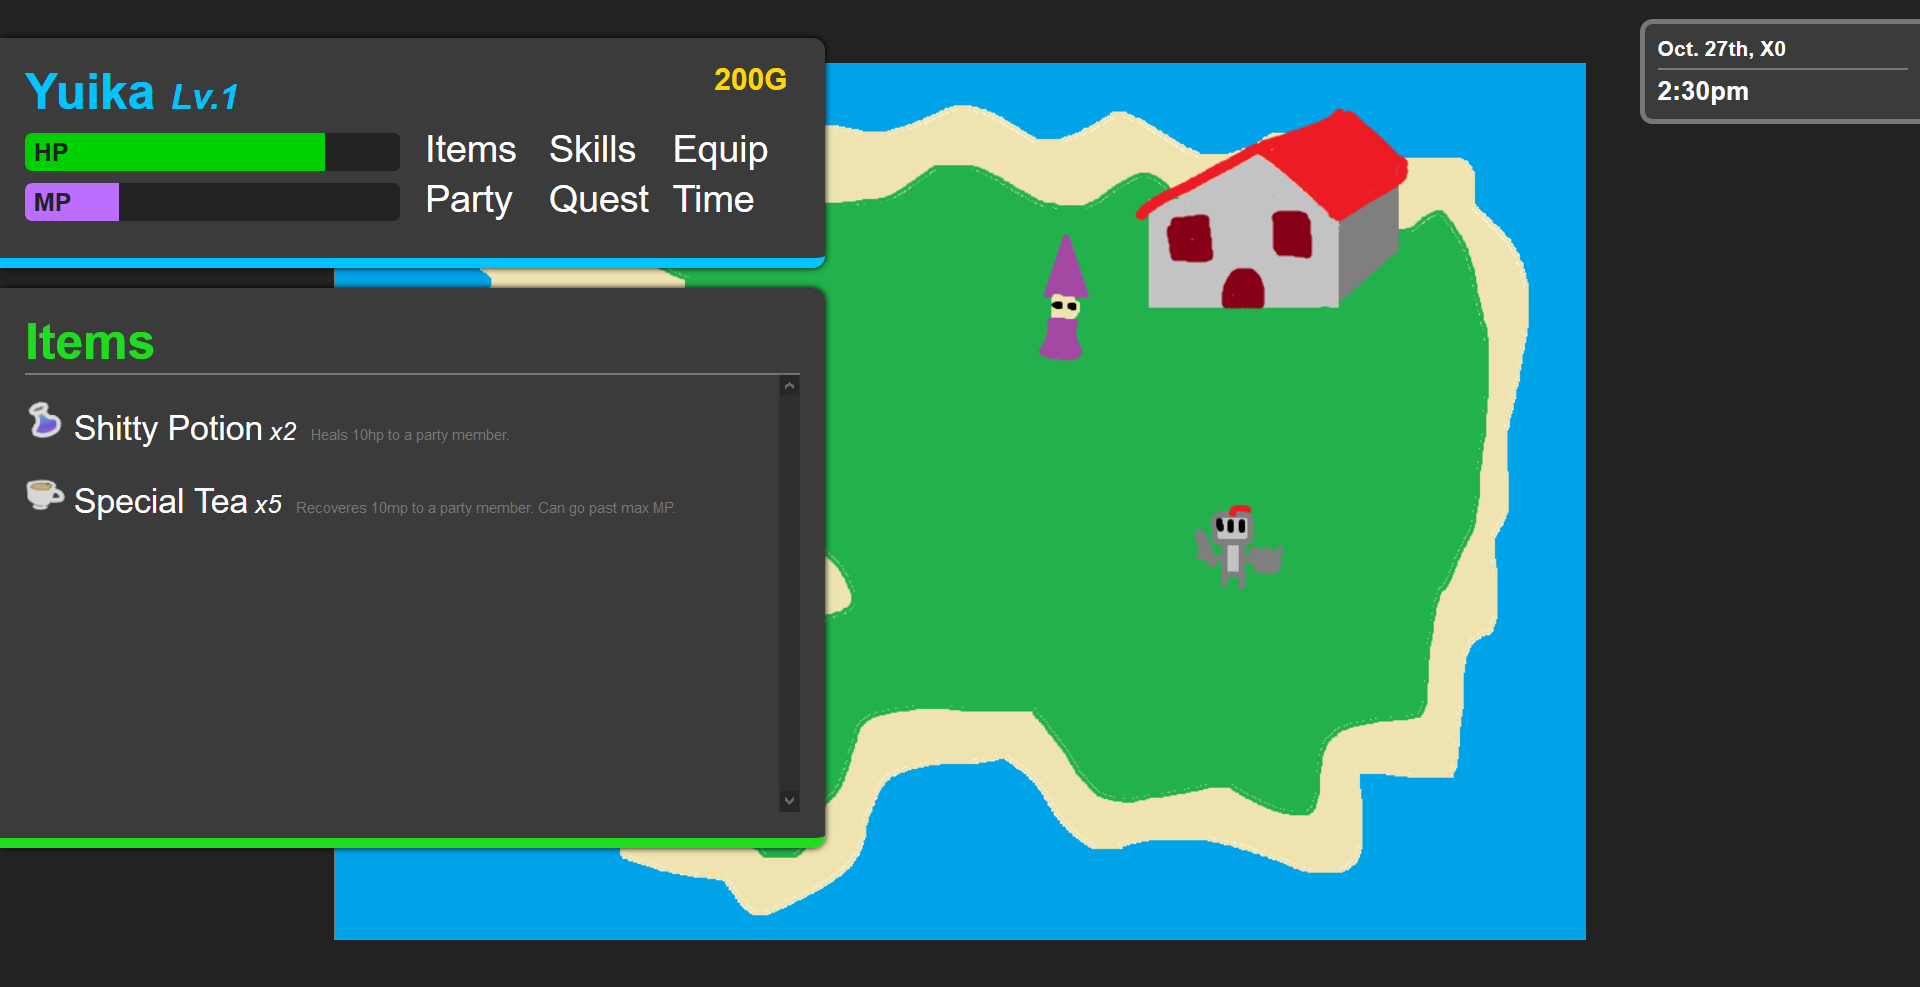 Yuika Lv.1
200G
HP
MP
Items Skills Equip
Party Quest Time
Items
Shitty Potion x2 Heals 10hp to a party member.
Special Tea x5 Recoveres 10mp to a party member. Can go past max MP.
Oct. 27th, X0
2:30pm